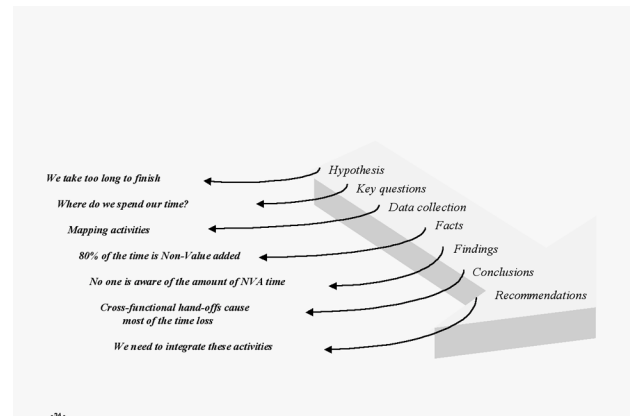 Hypothesis
We take too long to finish
Key questions
Where do we spend our time?
Data collection
Mapping activities
Facts
80% of the time is Non-Value added
Findings
No one is aware of the amount of NVA time
Conclusions
Cross-functional hand-offs cause
most of the time loss
Recommendations
We need to integrate these activities